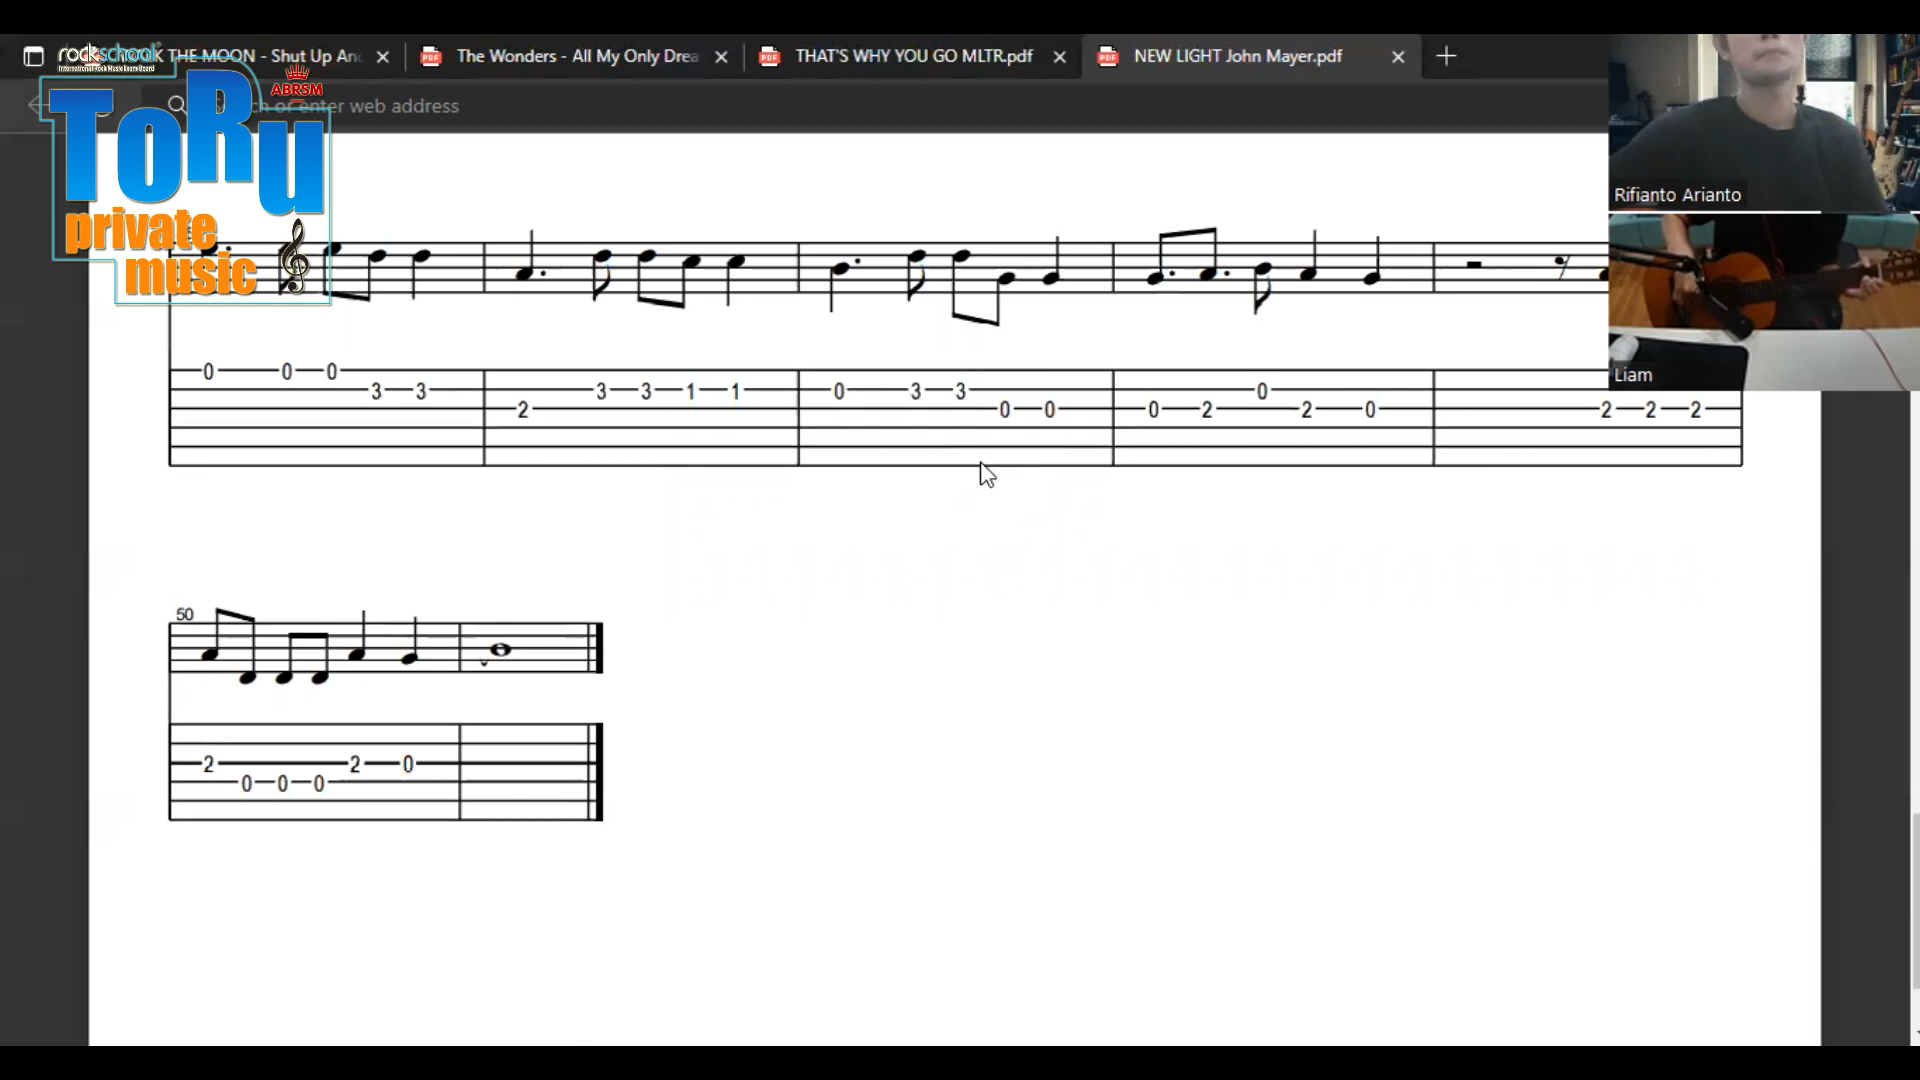 THE MOON - Shut Up An
The Wonders - All My Only Drea
THAT'S WHY YOU GO MLTR.pdf
NEW LIGHT John Mayer.pdf
or enter web address
rockschool
ABRSM
ToRu
private
music
Rifianto Arianto
Liam
0 0 0 3 3 2 3 3 1 1 0 3 3 0 0 0 2 0 2 0 2 2 2
50
2 0 0 0 2 0